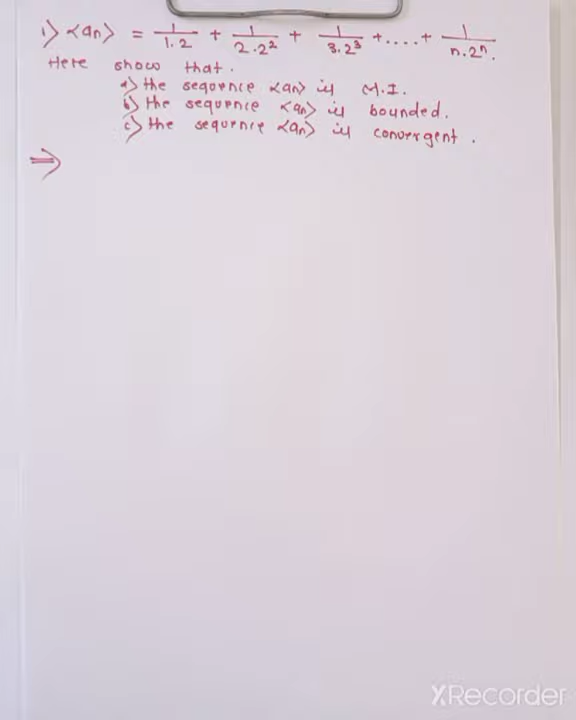 1> <an> = 1/1.2 + 1/2.2² + 1/3.2³ + .... + 1/n.2ⁿ.
Here show that.
a> the sequence <an> is M.I.
b> the sequence <an> is bounded.
c> the sequence <an> is convergent.
⇒
XRecorder